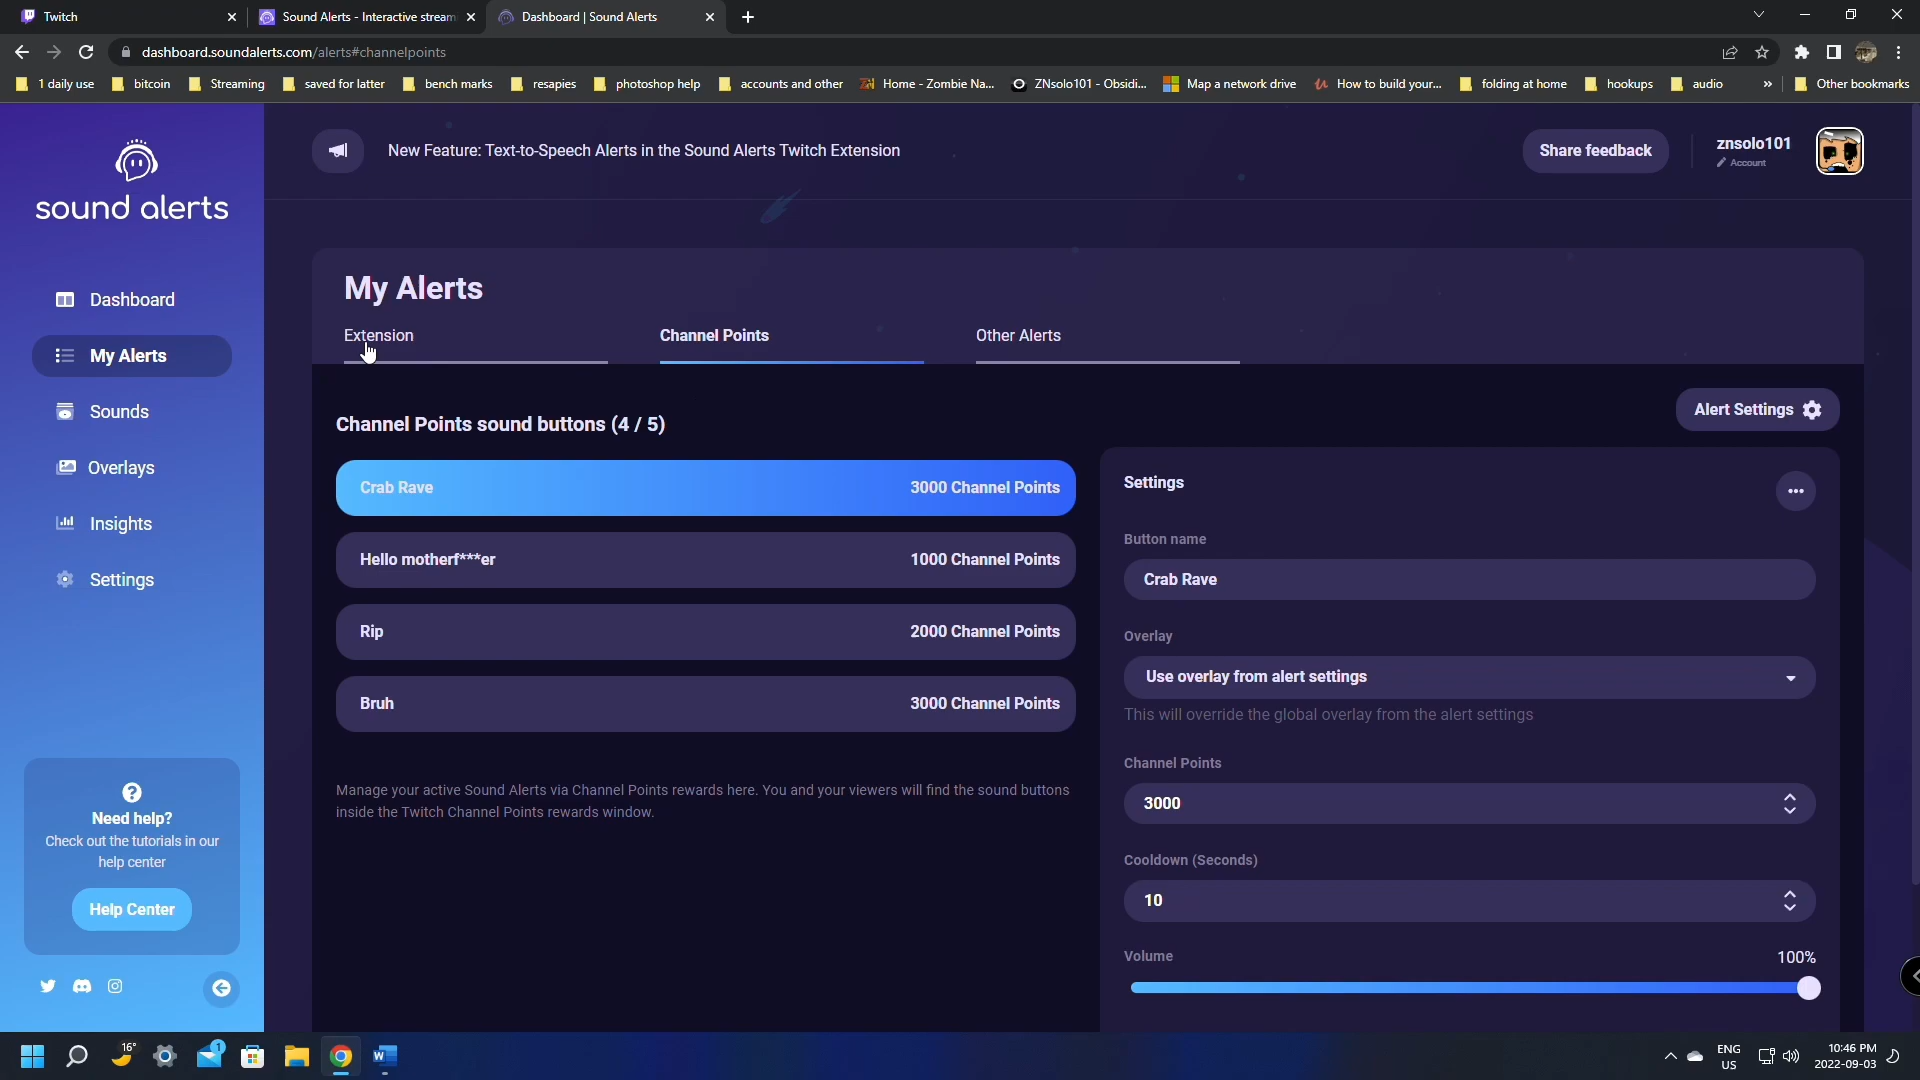 Twitch
Sound Alerts - Interactive stream
Dashboard | Sound Alerts
dashboard.soundalerts.com/alerts#channelpoints
1 daily use
bitcoin
Streaming
saved for latter
bench marks
resapies
photoshop help
accounts and other
Home - Zombie Na...
ZNsolo101 - Obsidi...
Map a network drive
How to build your...
folding at home
hookups
audio
»
Other bookmarks
sound alerts
New Feature: Text-to-Speech Alerts in the Sound Alerts Twitch Extension
Share feedback
znsolo101
Account
Dashboard
My Alerts
Sounds
Overlays
Insights
Settings
Need help?
Check out the tutorials in our
help center
Help Center
My Alerts
Extension
Channel Points
Other Alerts
Channel Points sound buttons (4 / 5)
Alert Settings
Crab Rave 3000 Channel Points
Hello motherf***er 1000 Channel Points
Rip 2000 Channel Points
Bruh 3000 Channel Points
Manage your active Sound Alerts via Channel Points rewards here. You and your viewers will find the sound buttons
inside the Twitch Channel Points rewards window.
Settings
Button name
Crab Rave
Overlay
Use overlay from alert settings
This will override the global overlay from the alert settings
Channel Points
3000
Cooldown (Seconds)
10
Volume 100%
16°
1
ENG
US
10:46 PM
2022-09-03